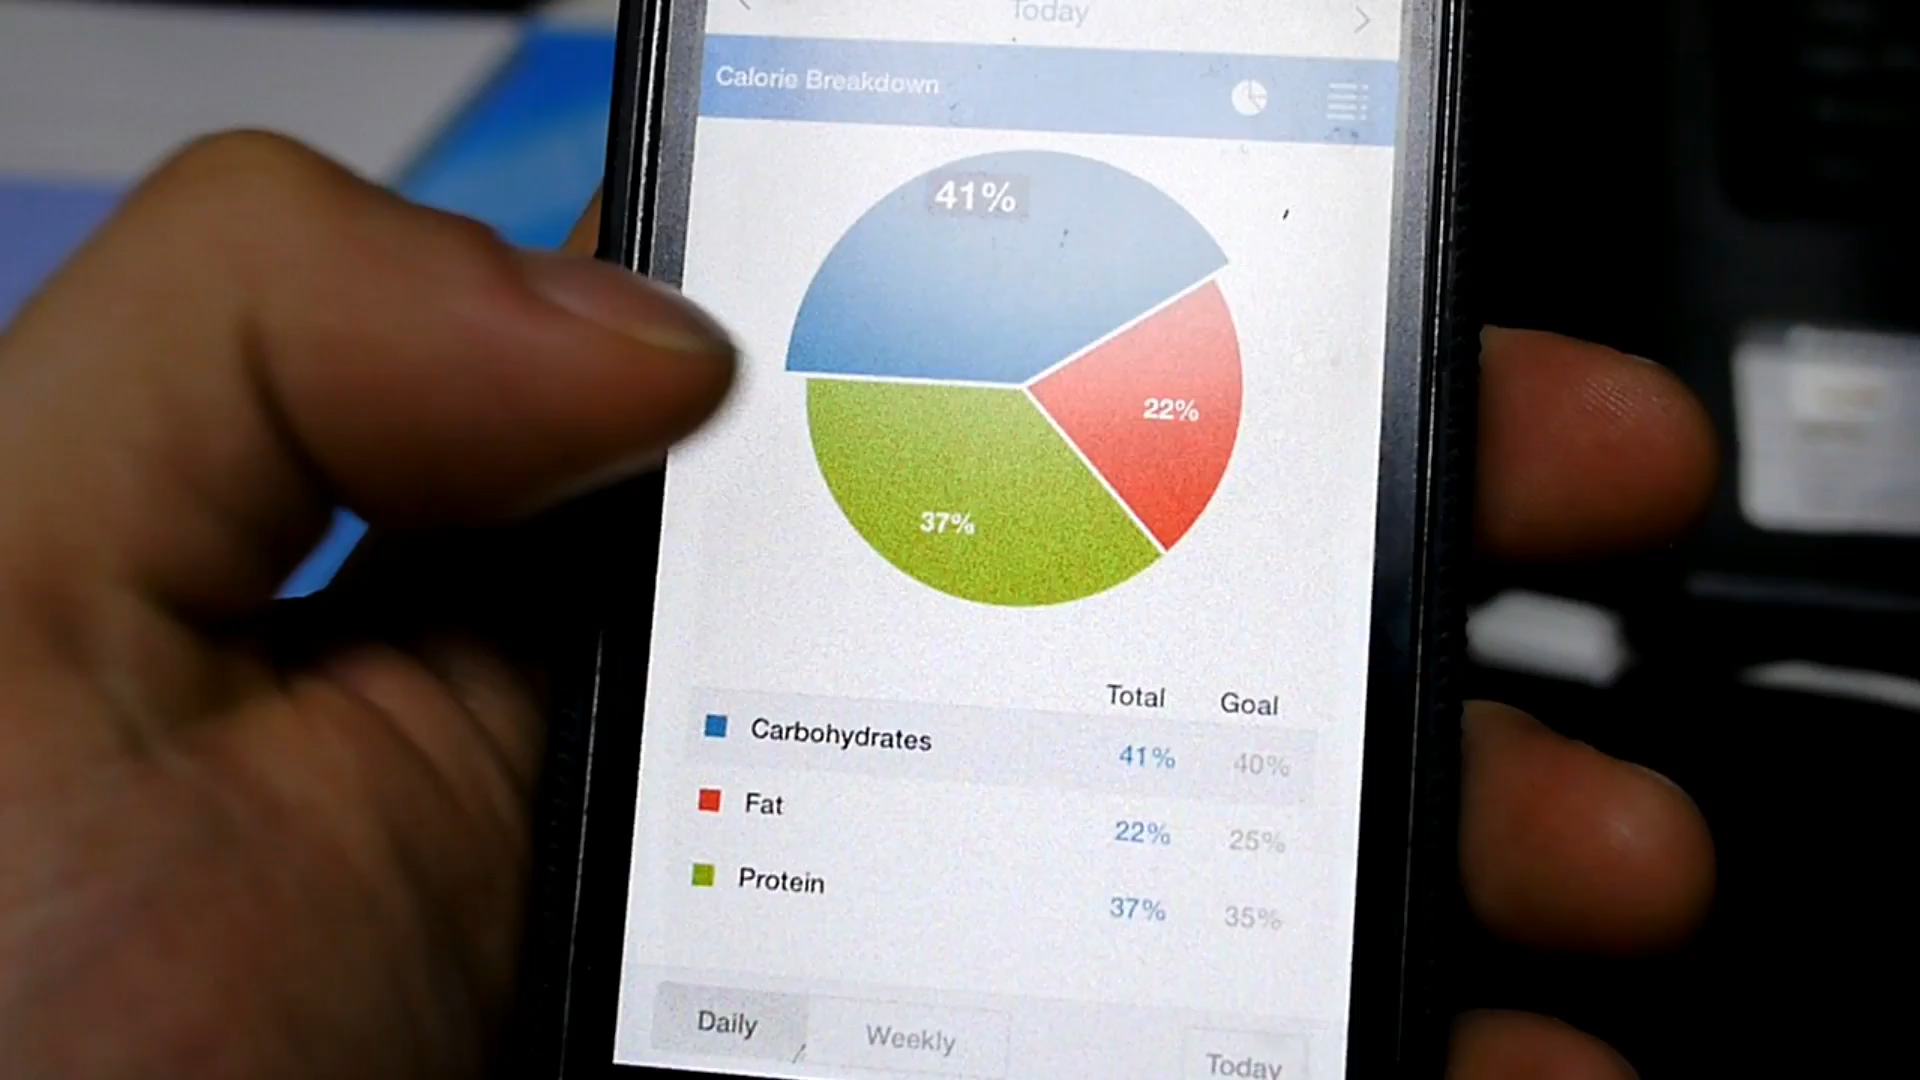 Today
Calorie Breakdown
41%
22%
37%
Total Goal
Carbohydrates 41% 40%
Fat 22% 25%
Protein 37% 35%
Daily Weekly Today